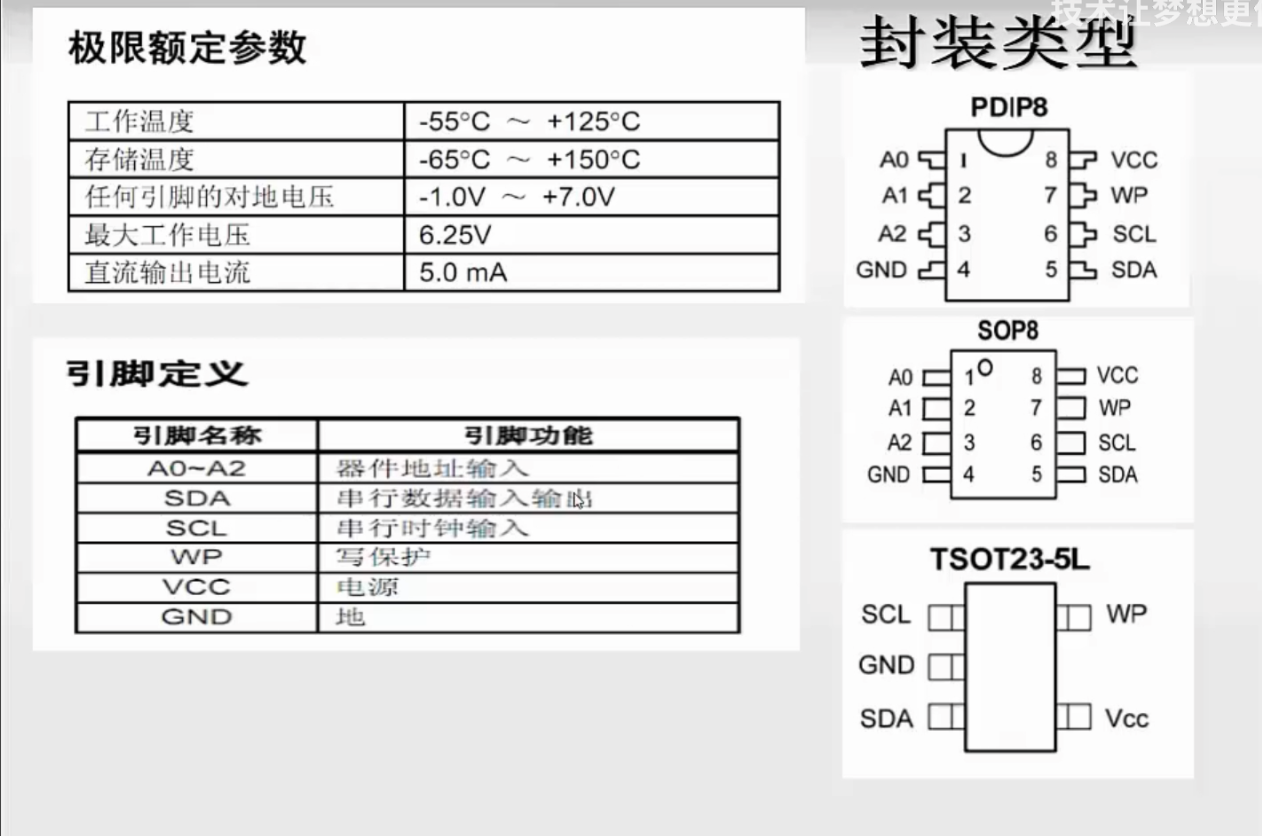 技术让梦想更
极限额定参数
工作温度 -55°C ～ +125°C
存储温度 -65°C ～ +150°C
任何引脚的对地电压 -1.0V ～ +7.0V
最大工作电压 6.25V
直流输出电流 5.0 mA
引脚定义
引脚名称 引脚功能
A0~A2 器件地址输入
SDA 串行数据输入输出
SCL 串行时钟输入
WP 写保护
VCC 电源
GND 地
封装类型
PDIP8
A0 1 8 VCC
A1 2 7 WP
A2 3 6 SCL
GND 4 5 SDA
SOP8
A0 1 8 VCC
A1 2 7 WP
A2 3 6 SCL
GND 4 5 SDA
TSOT23-5L
SCL WP
GND
SDA Vcc